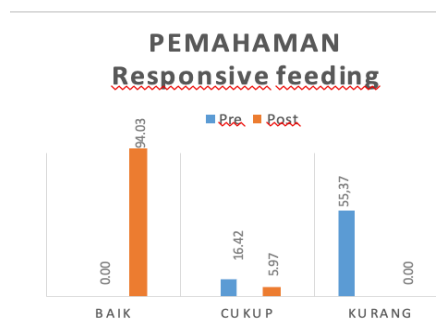 PEMAHAMAN
Responsive feeding
Pre Post
0.00
94.03
16.42
5.97
55,37
0.00
BAIK CUKUP KURANG